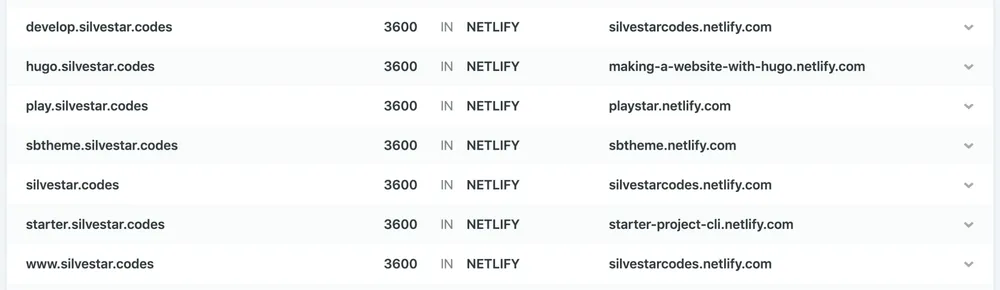 develop.silvestar.codes 3600 IN NETLIFY silvestarcodes.netlify.com
hugo.silvestar.codes 3600 IN NETLIFY making-a-website-with-hugo.netlify.com
play.silvestar.codes 3600 IN NETLIFY playstar.netlify.com
sbtheme.silvestar.codes 3600 IN NETLIFY sbtheme.netlify.com
silvestar.codes 3600 IN NETLIFY silvestarcodes.netlify.com
starter.silvestar.codes 3600 IN NETLIFY starter-project-cli.netlify.com
www.silvestar.codes 3600 IN NETLIFY silvestarcodes.netlify.com